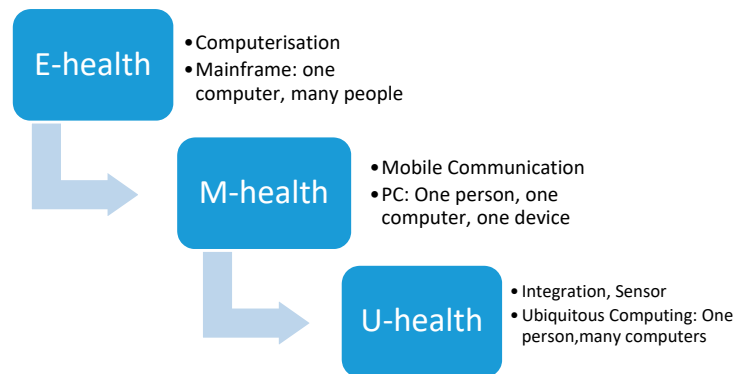 E-health
•Computerisation
•Mainframe: one
computer, many people
M-health
•Mobile Communication
•PC: One person, one
computer, one device
U-health
•Integration, Sensor
•Ubiquitous Computing: One
person,many computers